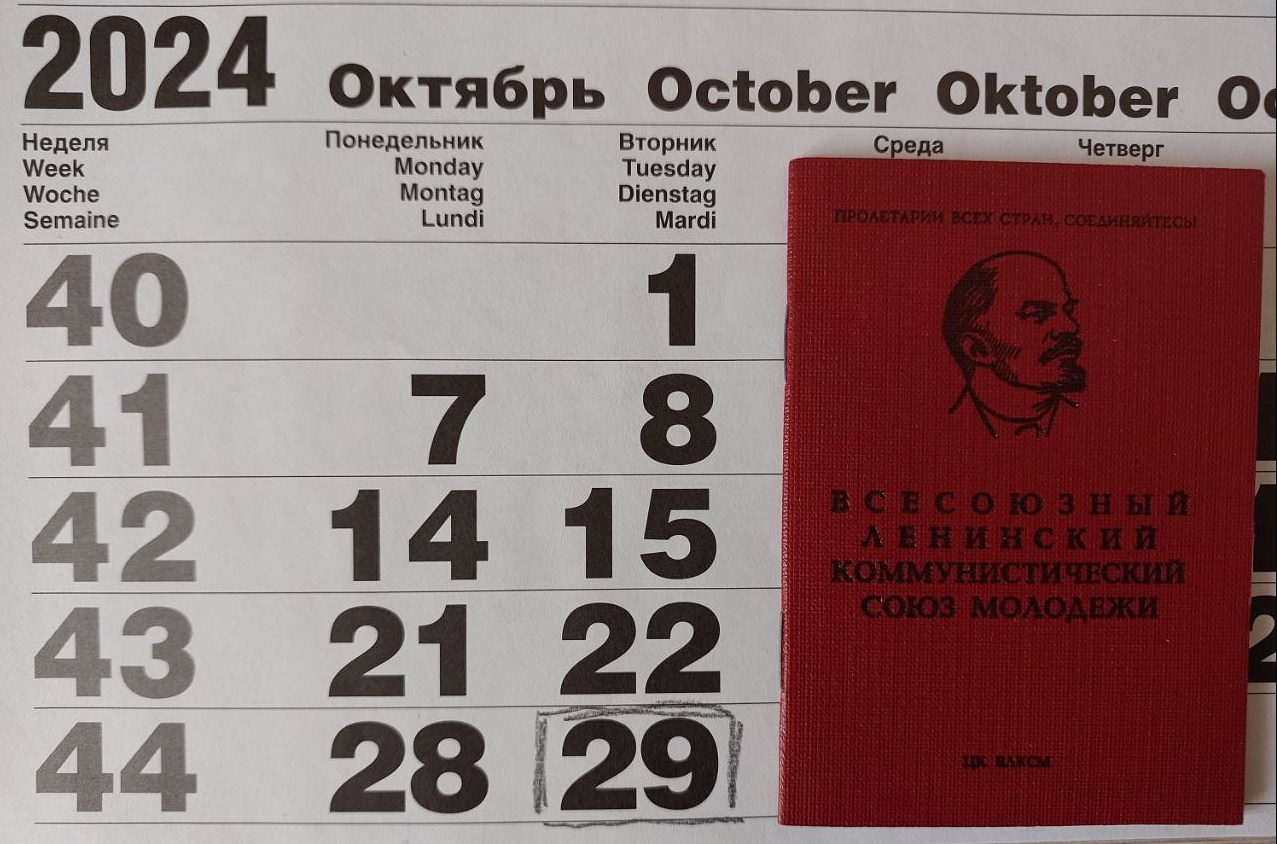 2024 Октябрь October Oktober Oc
Неделя Понедельник Вторник Среда Четверг
Week Monday Tuesday
Woche Montag Dienstag
Semaine Lundi Mardi
40 1
41 7 8
42 14 15
43 21 22
44 28 29
ПРОЛЕТАРИИ ВСЕХ СТРАН, СОЕДИНЯЙТЕСЬ!
ВСЕСОЮЗНЫЙ
ЛЕНИНСКИЙ
КОММУНИСТИЧЕСКИЙ
СОЮЗ МОЛОДЕЖИ
ЦК ВЛКСМ